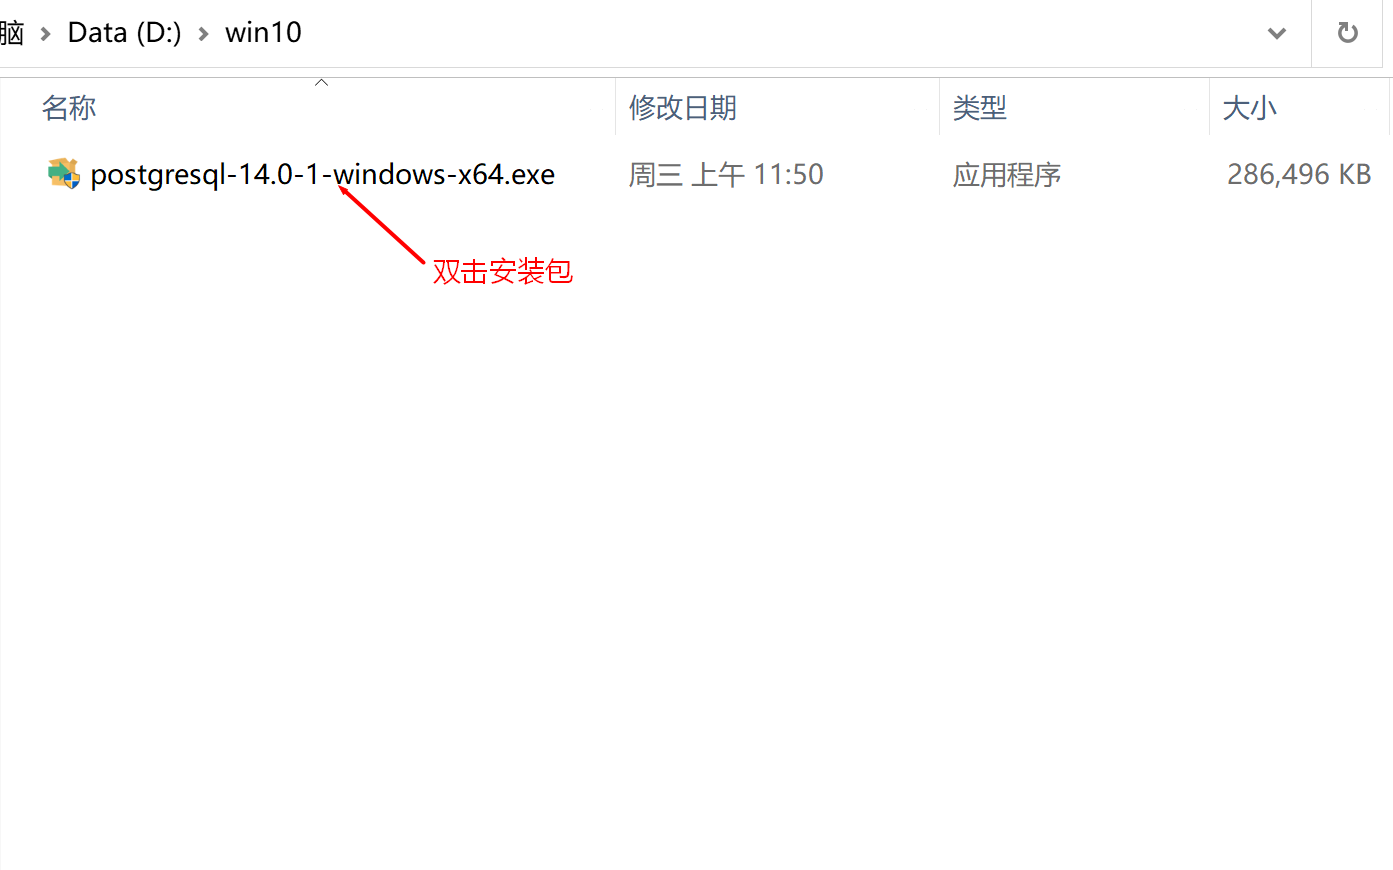 脑 › Data (D:) › win10
名称 修改日期 类型 大小
postgresql-14.0-1-windows-x64.exe 周三 上午 11:50 应用程序 286,496 KB
双击安装包